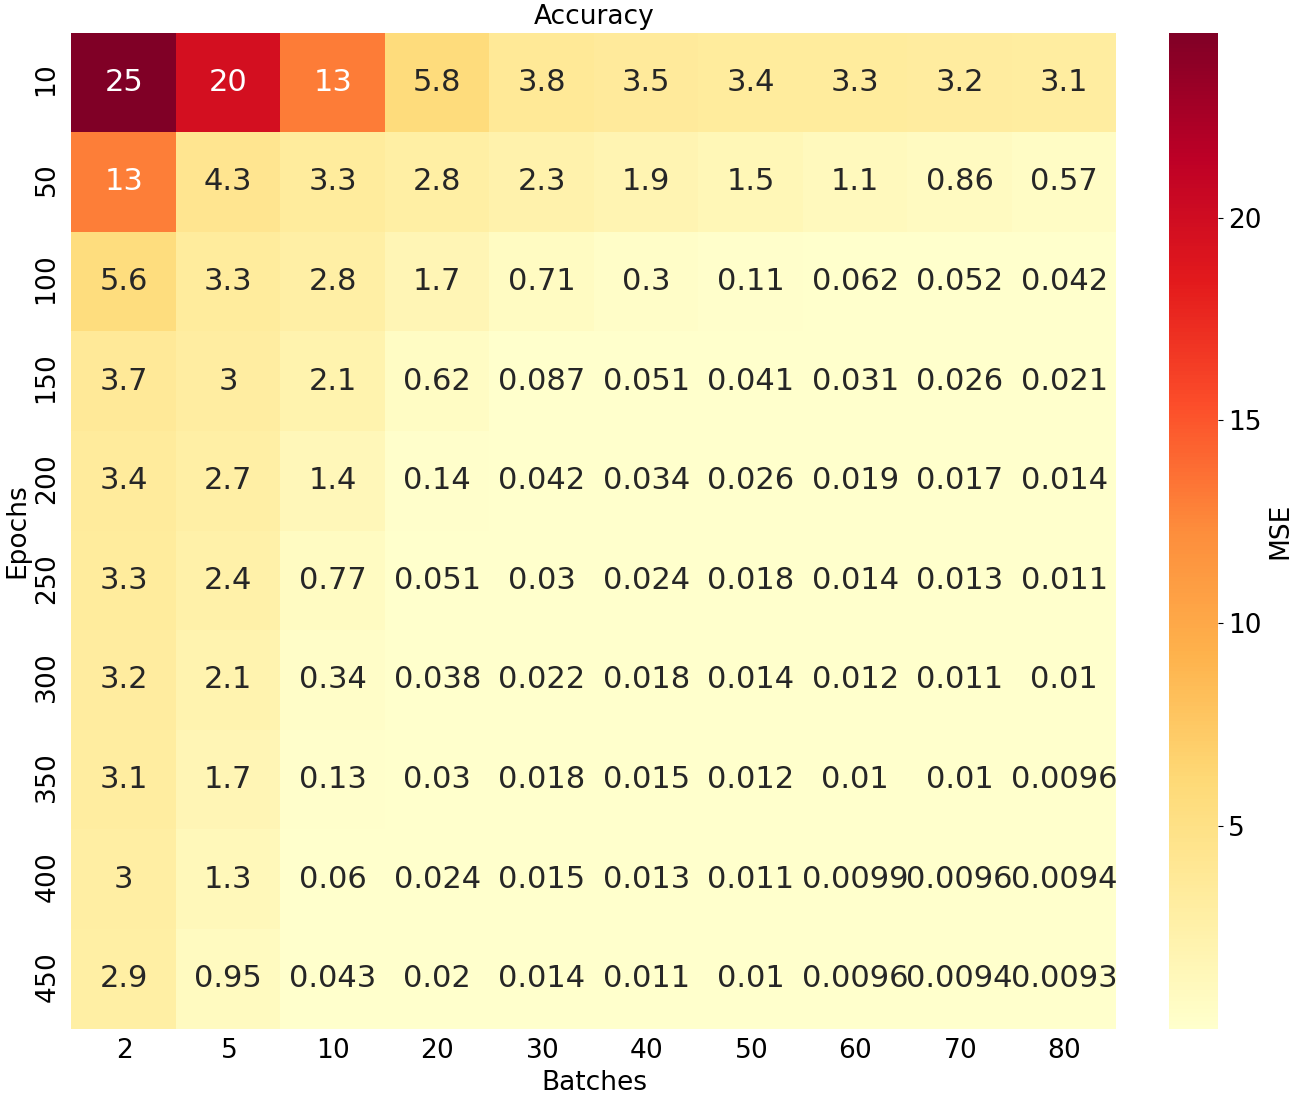 Accuracy
10 25 20 13 5.8 3.8 3.5 3.4 3.3 3.2 3.1
50 13 4.3 3.3 2.8 2.3 1.9 1.5 1.1 0.86 0.57
100 5.6 3.3 2.8 1.7 0.71 0.3 0.11 0.062 0.052 0.042
150 3.7 3 2.1 0.62 0.087 0.051 0.041 0.031 0.026 0.021
200 3.4 2.7 1.4 0.14 0.042 0.034 0.026 0.019 0.017 0.014
250 3.3 2.4 0.77 0.051 0.03 0.024 0.018 0.014 0.013 0.011
300 3.2 2.1 0.34 0.038 0.022 0.018 0.014 0.012 0.011 0.01
350 3.1 1.7 0.13 0.03 0.018 0.015 0.012 0.01 0.01 0.0096
400 3 1.3 0.06 0.024 0.015 0.013 0.011 0.0099 0.0096 0.0094
450 2.9 0.95 0.043 0.02 0.014 0.011 0.01 0.0096 0.0094 0.0093
2 5 10 20 30 40 50 60 70 80
Batches
Epochs
20
15
10
5
MSE